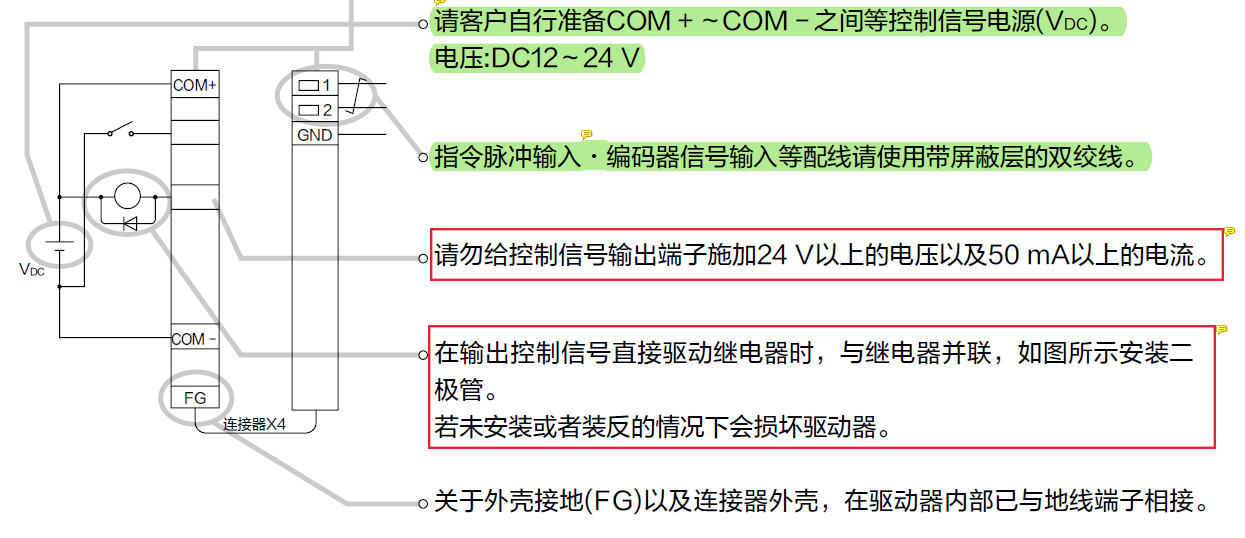 请客户自行准备COM+～COM－之间等控制信号电源(VDC)。
电压:DC12～24 V
COM+
1
2
GND
指令脉冲输入・编码器信号输入等配线请使用带屏蔽层的双绞线。
请勿给控制信号输出端子施加24 V以上的电压以及50 mA以上的电流。
VDC
COM－
在输出控制信号直接驱动继电器时，与继电器并联，如图所示安装二
极管。
若未安装或者装反的情况下会损坏驱动器。
FG
连接器X4
关于外壳接地(FG)以及连接器外壳，在驱动器内部已与地线端子相接。